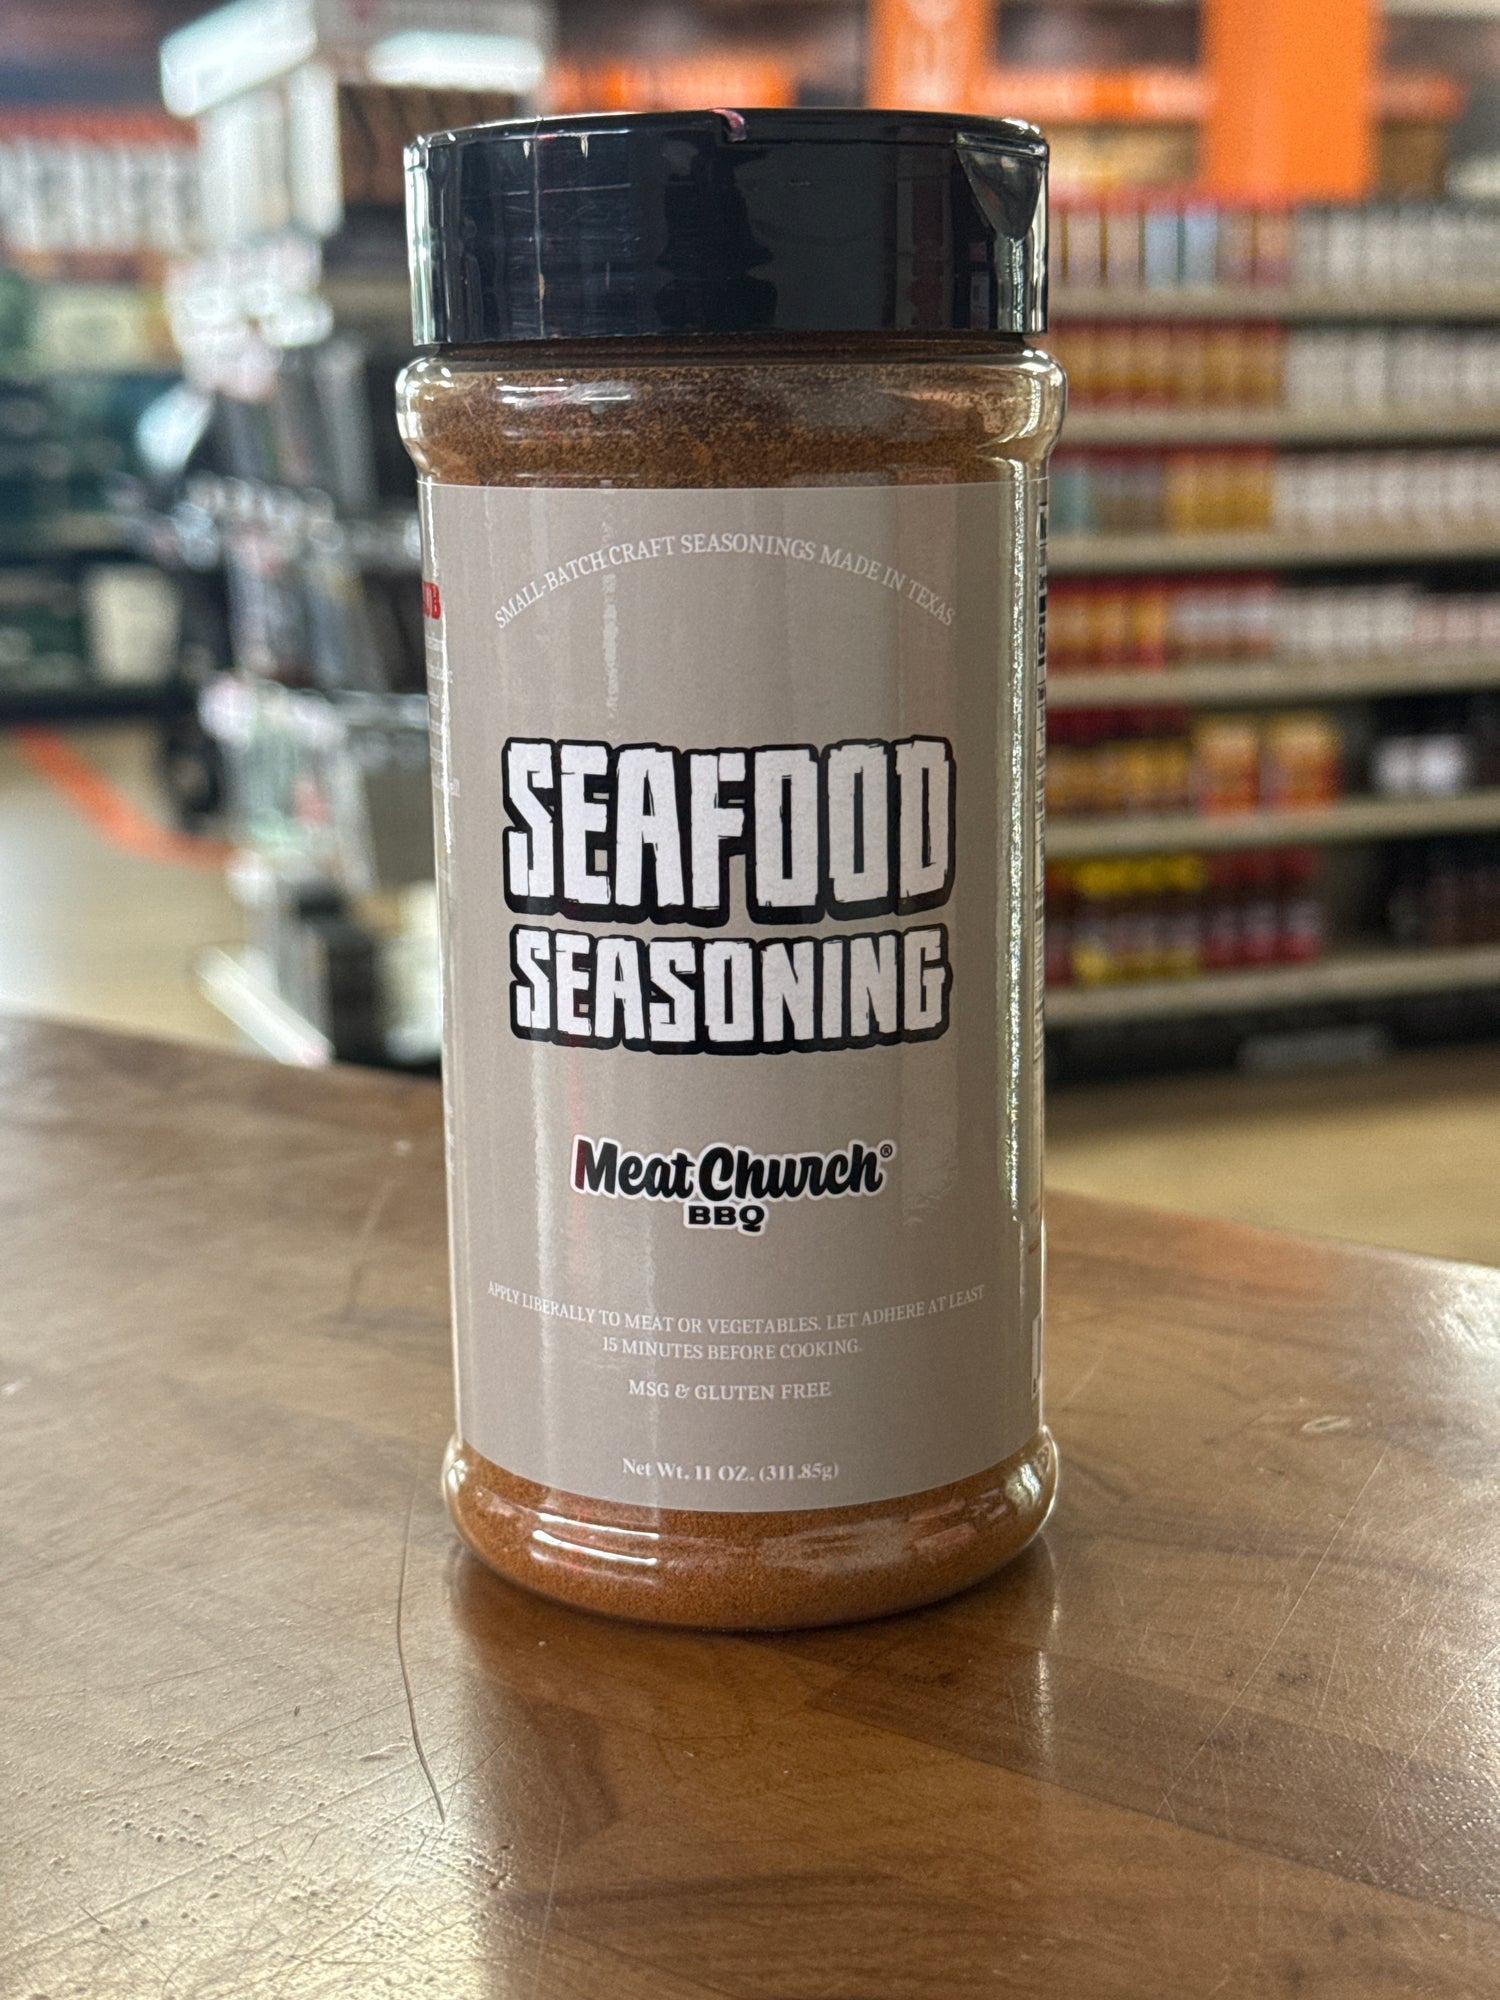 SMALL-BATCH CRAFT SEASONINGS MADE IN TEXAS
SEAFOOD
SEASONING
Meat Church®
BBQ
APPLY LIBERALLY TO MEAT OR VEGETABLES. LET ADHERE AT LEAST
15 MINUTES BEFORE COOKING.
MSG & GLUTEN FREE
Net Wt. 11 OZ. (311.85g)